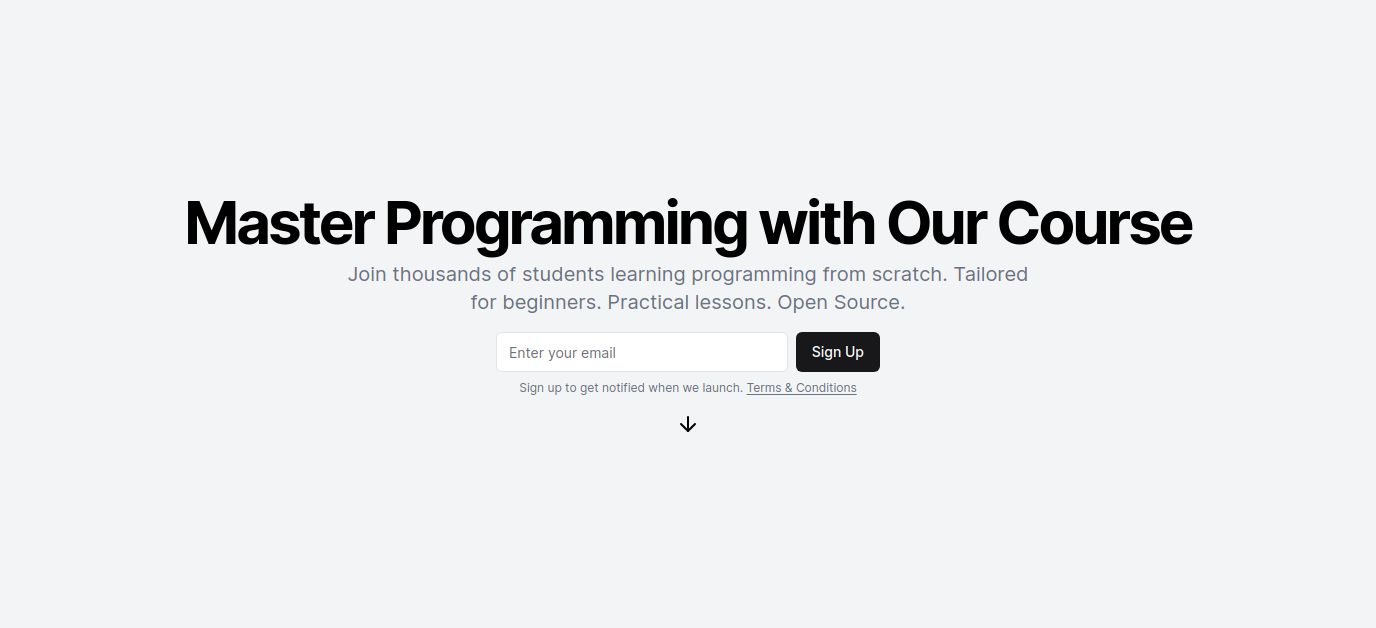 Master Programming with Our Course
Join thousands of students learning programming from scratch. Tailored
for beginners. Practical lessons. Open Source.
Enter your email
Sign Up
Sign up to get notified when we launch. Terms & Conditions